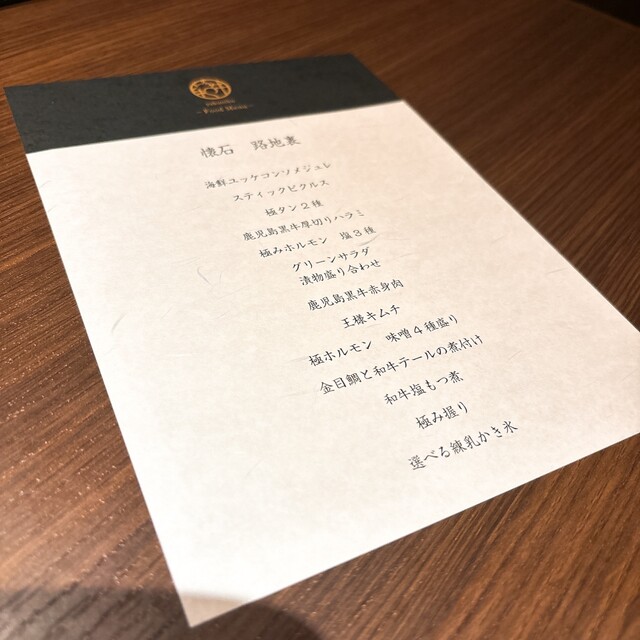 - Food Menu -
懐石　路地裏
海鮮ユッケコンソメジュレ
スティックピクルス
極タン2種
鹿児島黒牛厚切りハラミ
極みホルモン　塩3種
グリーンサラダ
漬物盛り合わせ
鹿児島黒牛赤身肉
王様キムチ
極ホルモン　味噌4種盛り
金目鯛と和牛テールの煮付け
和牛塩もつ煮
極み握り
選べる練乳かき氷